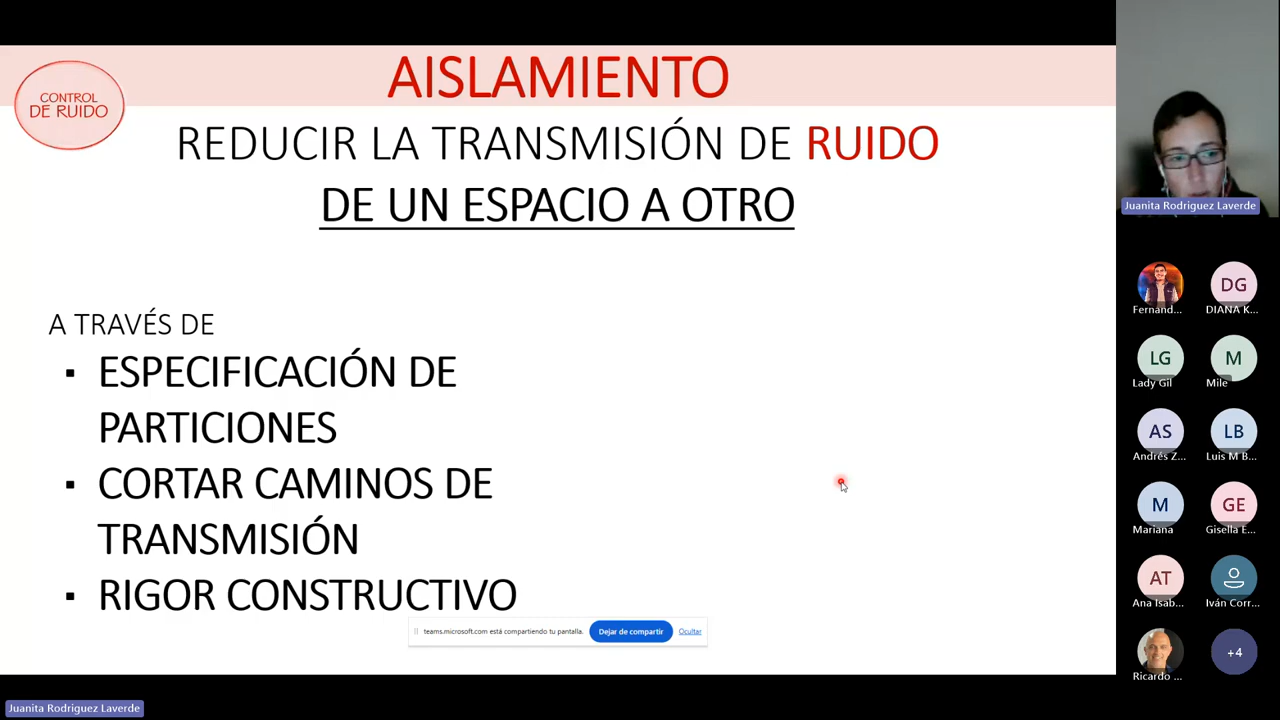 AISLAMIENTO
CONTROL
DE RUIDO
REDUCIR LA TRANSMISIÓN DE RUIDO
DE UN ESPACIO A OTRO
A TRAVÉS DE
▪ ESPECIFICACIÓN DE
PARTICIONES
▪ CORTAR CAMINOS DE
TRANSMISIÓN
▪ RIGOR CONSTRUCTIVO
teams.microsoft.com está compartiendo tu pantalla. Dejar de compartir Ocultar
Juanita Rodriguez Laverde
Juanita Rodriguez Laverde
Fernand... DG DIANA K...
LG Lady Gil M Mile
AS Andrés Z... LB Luis M B...
M Mariana GE Gisella E...
AT Ana Isab... Iván Corr...
Ricardo ... +4